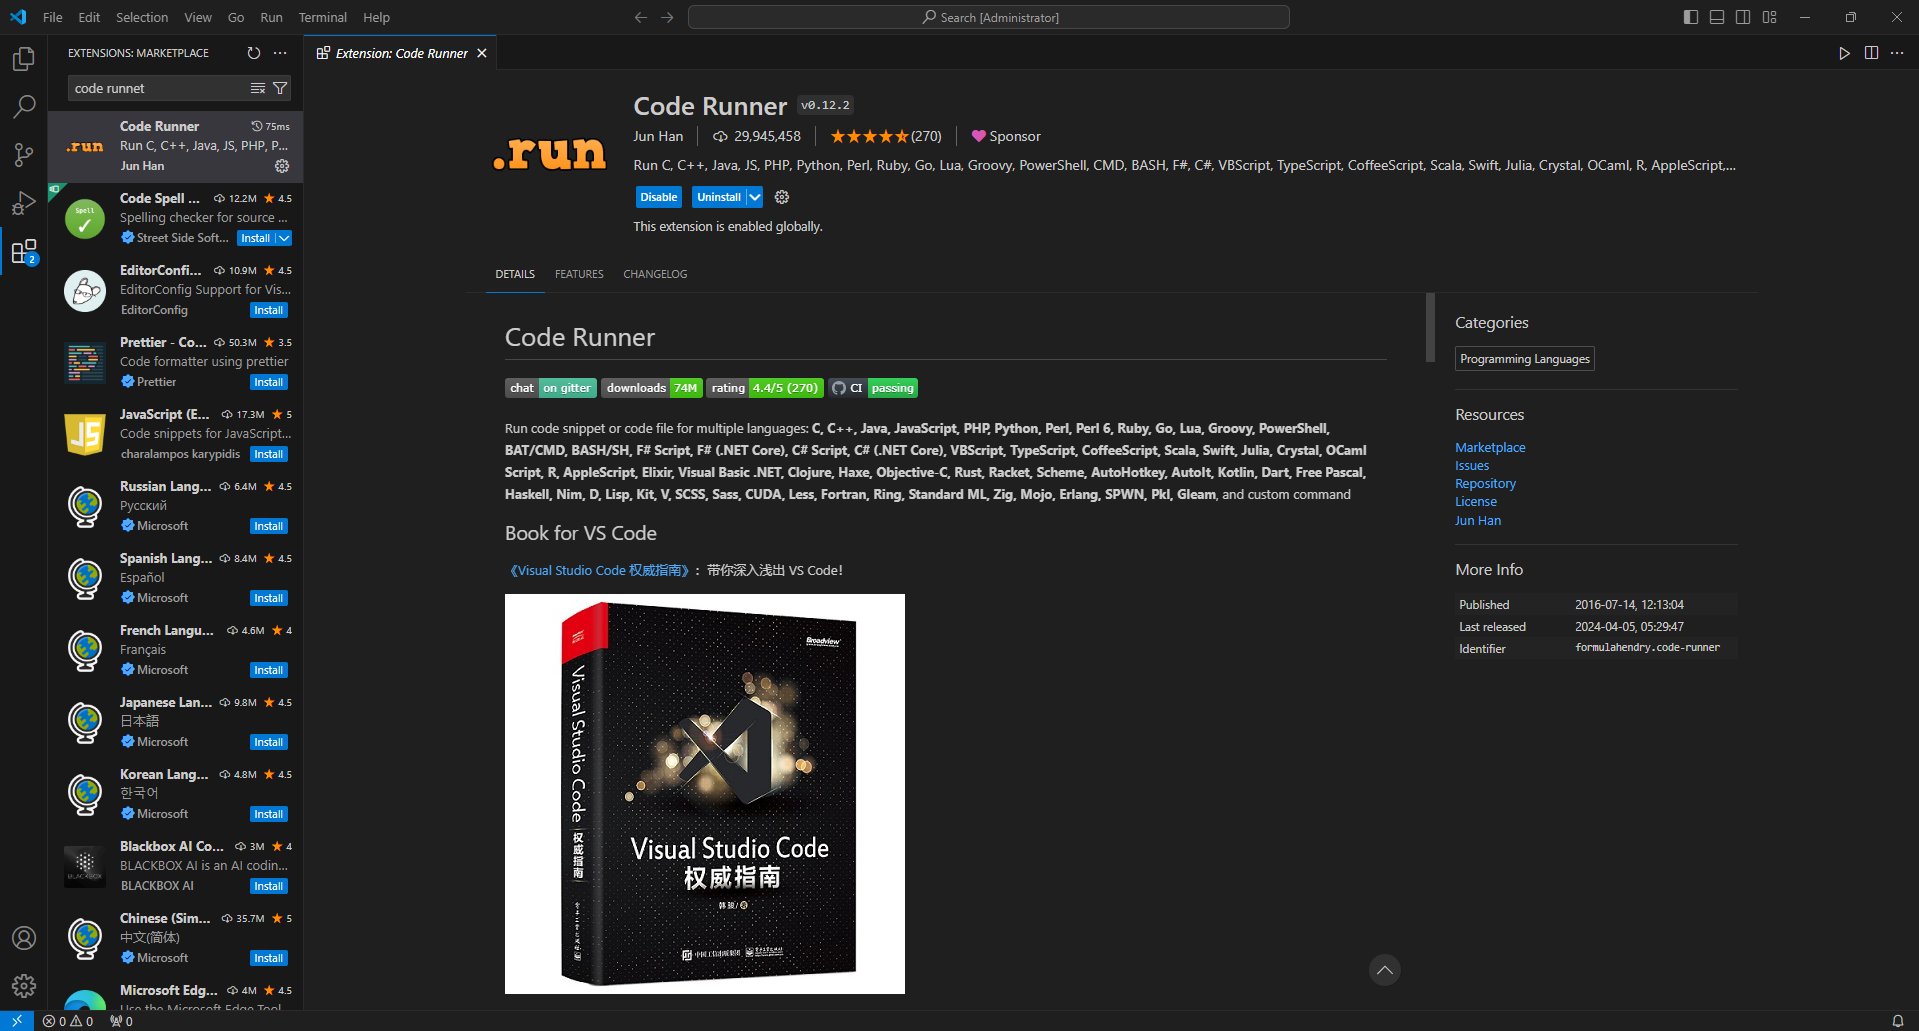 File Edit Selection View Go Run Terminal Help
Search [Administrator]
EXTENSIONS: MARKETPLACE
Extension: Code Runner
code runnet
.run
Code Runner 75ms
Run C, C++, Java, JS, PHP, P...
Jun Han
Spell
Code Spell ... 12.2M 4.5
Spelling checker for source ...
Street Side Soft... Install
EditorConfi... 10.9M 4.5
EditorConfig Support for Vis...
EditorConfig Install
Prettier - Co... 50.3M 3.5
Code formatter using prettier
Prettier Install
JS
JavaScript (E... 17.3M 5
Code snippets for JavaScript...
charalampos karypidis Install
Russian Lang... 6.4M 4.5
Русский
Microsoft Install
Spanish Lang... 8.4M 4.5
Español
Microsoft Install
French Langu... 4.6M 4
Français
Microsoft Install
Japanese Lan... 9.8M 4.5
日本語
Microsoft Install
Korean Lang... 4.8M 4.5
한국어
Microsoft Install
BLACKBOX
Blackbox AI Co... 3M 4
BLACKBOX AI is an AI codin...
BLACKBOX AI Install
Chinese (Sim... 35.7M 5
中文(简体)
Microsoft Install
Microsoft Edg... 4M 4.5
Use the Microsoft Edge Tool
2
0 0 0
.run
Code Runner v0.12.2
Jun Han 29,945,458 (270) Sponsor
Run C, C++, Java, JS, PHP, Python, Perl, Ruby, Go, Lua, Groovy, PowerShell, CMD, BASH, F#, C#, VBScript, TypeScript, CoffeeScript, Scala, Swift, Julia, Crystal, OCaml, R, AppleScript,...
Disable Uninstall
This extension is enabled globally.
DETAILS FEATURES CHANGELOG
Code Runner
chat on gitter downloads 74M rating 4.4/5 (270) CI passing
Run code snippet or code file for multiple languages: C, C++, Java, JavaScript, PHP, Python, Perl, Perl 6, Ruby, Go, Lua, Groovy, PowerShell,
BAT/CMD, BASH/SH, F# Script, F# (.NET Core), C# Script, C# (.NET Core), VBScript, TypeScript, CoffeeScript, Scala, Swift, Julia, Crystal, OCaml
Script, R, AppleScript, Elixir, Visual Basic .NET, Clojure, Haxe, Objective-C, Rust, Racket, Scheme, AutoHotkey, AutoIt, Kotlin, Dart, Free Pascal,
Haskell, Nim, D, Lisp, Kit, V, SCSS, Sass, CUDA, Less, Fortran, Ring, Standard ML, Zig, Mojo, Erlang, SPWN, Pkl, Gleam, and custom command
Book for VS Code
《Visual Studio Code 权威指南》：带你深入浅出 VS Code！
Broadview
Visual Studio Code 权威指南
Visual Studio Code
权威指南
Categories
Programming Languages
Resources
Marketplace
Issues
Repository
License
Jun Han
More Info
Published 2016-07-14, 12:13:04
Last released 2024-04-05, 05:29:47
Identifier formulahendry.code-runner